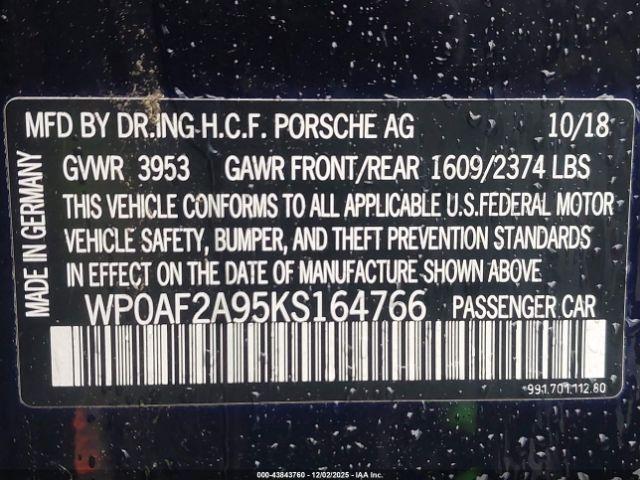 MFD BY DR.ING-H.C.F. PORSCHE AG 10/18
GVWR 3953 GAWR FRONT/REAR 1609/2374 LBS
THIS VEHICLE CONFORMS TO ALL APPLICABLE U.S.FEDERAL MOTOR
VEHICLE SAFETY, BUMPER, AND THEFT PREVENTION STANDARDS
IN EFFECT ON THE DATE OF MANUFACTURE SHOWN ABOVE.
WP0AF2A95KS164766 PASSENGER CAR
991.701.112.80
MADE IN GERMANY
000-43843760 - 12/02/2025 - IAAI, Inc.